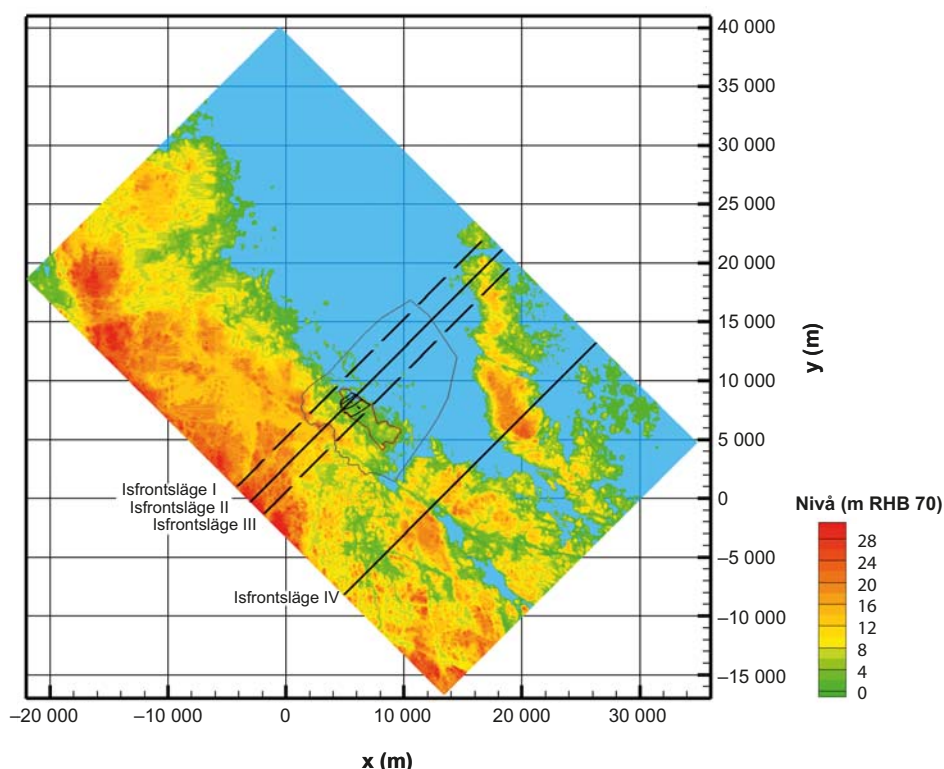 40 000
35 000
30 000
25 000
20 000
15 000
10 000
5 000
0
–5 000
–10 000
–15 000
y (m)
Isfrontsläge I
Isfrontsläge II
Isfrontsläge III
Isfrontsläge IV
Nivå (m RHB 70)
28
24
20
16
12
8
4
0
–20 000 –10 000 0 10 000 20 000 30 000
x (m)